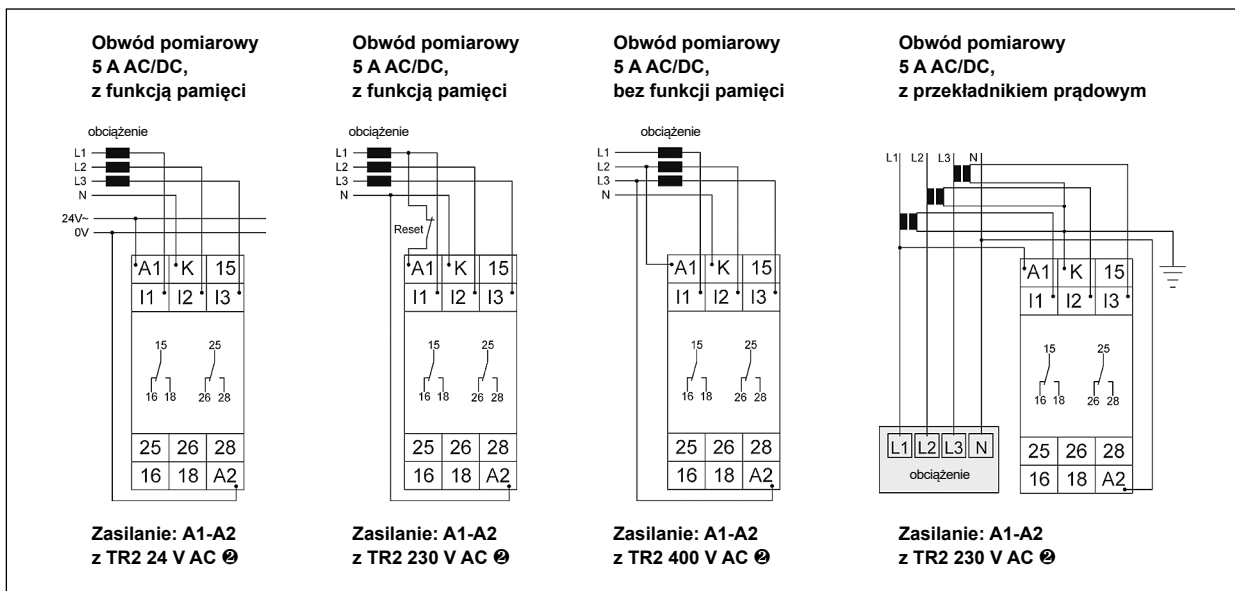 Obwód pomiarowy
5 A AC/DC,
z funkcją pamięci
obciążenie
L1
L2
L3
N
24V~
0V
A1 K 15
I1 I2 I3
15 25
16 18 26 28
25 26 28
16 18 A2
Zasilanie: A1-A2
z TR2 24 V AC ❷
Obwód pomiarowy
5 A AC/DC,
z funkcją pamięci
obciążenie
L1
L2
L3
N
Reset
A1 K 15
I1 I2 I3
15 25
16 18 26 28
25 26 28
16 18 A2
Zasilanie: A1-A2
z TR2 230 V AC ❷
Obwód pomiarowy
5 A AC/DC,
bez funkcji pamięci
obciążenie
L1
L2
L3
N
A1 K 15
I1 I2 I3
15 25
16 18 26 28
25 26 28
16 18 A2
Zasilanie: A1-A2
z TR2 400 V AC ❷
Obwód pomiarowy
5 A AC/DC,
z przekładnikiem prądowym
L1 L2 L3 N
A1 K 15
I1 I2 I3
15 25
16 18 26 28
25 26 28
16 18 A2
L1 L2 L3 N
obciążenie
Zasilanie: A1-A2
z TR2 230 V AC ❷